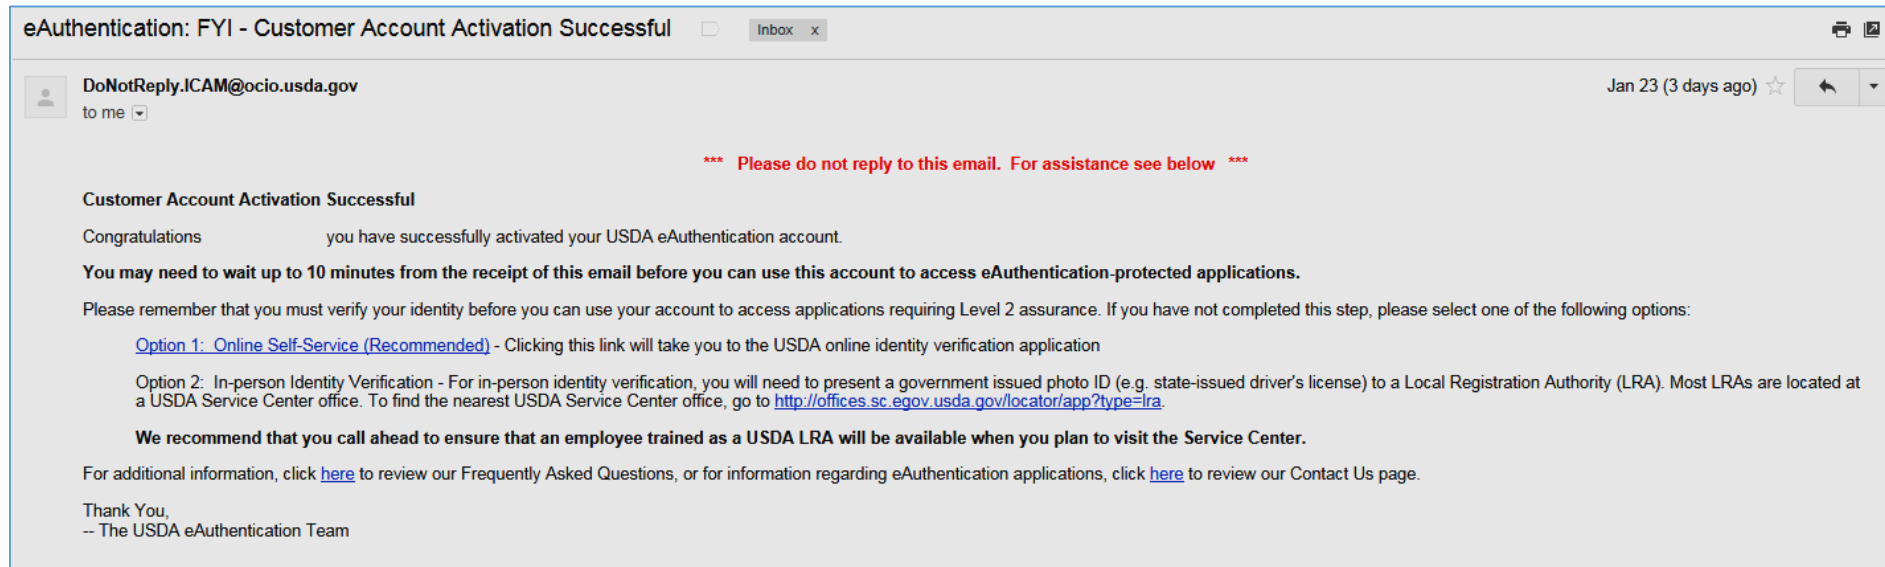 eAuthentication: FYI - Customer Account Activation Successful Inbox x
DoNotReply.ICAM@ocio.usda.gov Jan 23 (3 days ago)
to me
*** Please do not reply to this email. For assistance see below ***
Customer Account Activation Successful
Congratulations you have successfully activated your USDA eAuthentication account.
You may need to wait up to 10 minutes from the receipt of this email before you can use this account to access eAuthentication-protected applications.
Please remember that you must verify your identity before you can use your account to access applications requiring Level 2 assurance. If you have not completed this step, please select one of the following options:
Option 1: Online Self-Service (Recommended) - Clicking this link will take you to the USDA online identity verification application
Option 2: In-person Identity Verification - For in-person identity verification, you will need to present a government issued photo ID (e.g. state-issued driver's license) to a Local Registration Authority (LRA). Most LRAs are located at
a USDA Service Center office. To find the nearest USDA Service Center office, go to http://offices.sc.egov.usda.gov/locator/app?type=lra.
We recommend that you call ahead to ensure that an employee trained as a USDA LRA will be available when you plan to visit the Service Center.
For additional information, click here to review our Frequently Asked Questions, or for information regarding eAuthentication applications, click here to review our Contact Us page.
Thank You,
-- The USDA eAuthentication Team